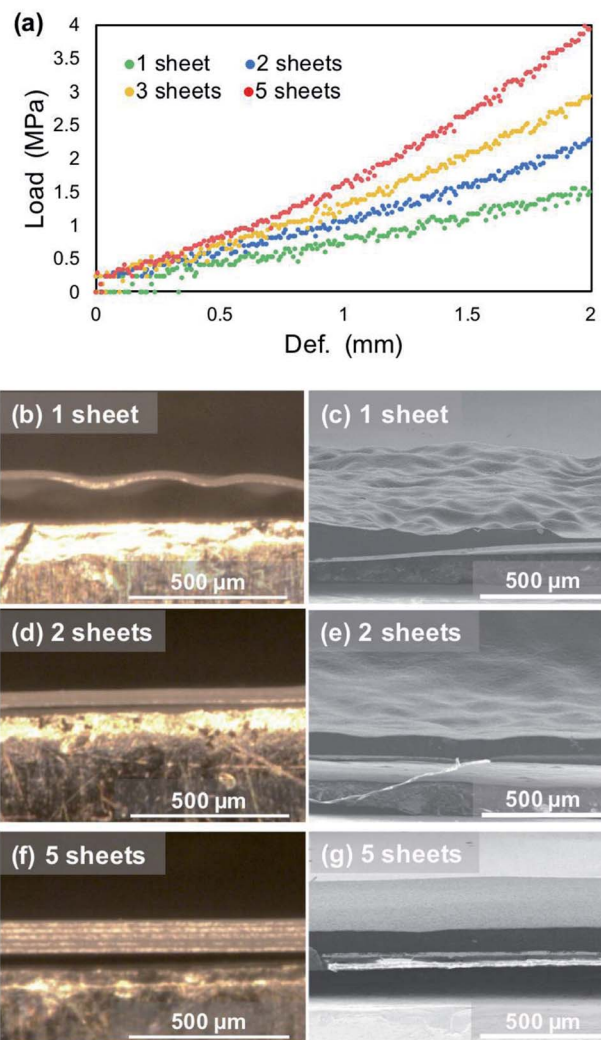 (a)
4
3.5
3
2.5
2
1.5
1
0.5
0
Load (MPa)
1 sheet
2 sheets
3 sheets
5 sheets
0
0.5
1
1.5
2
Def. (mm)
(b) 1 sheet
500 µm
(c) 1 sheet
500 µm
(d) 2 sheets
500 µm
(e) 2 sheets
500 µm
(f) 5 sheets
500 µm
(g) 5 sheets
500 µm